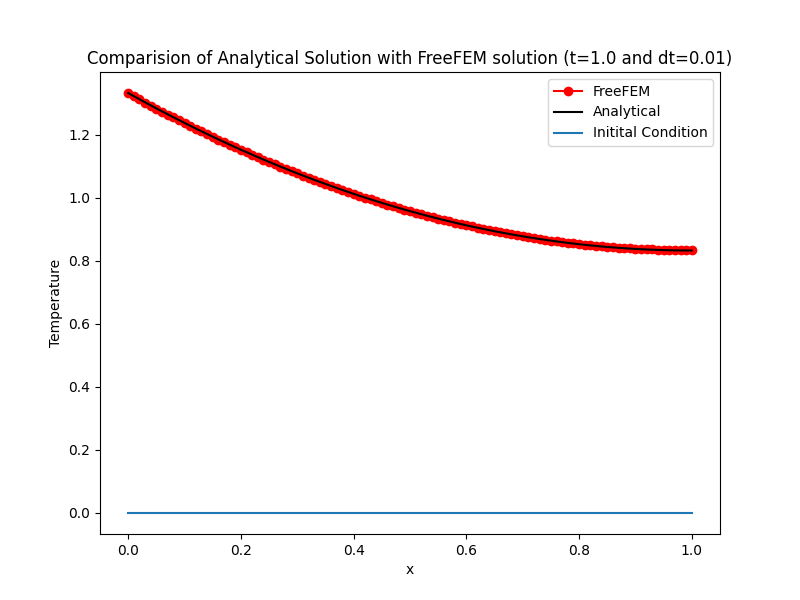 Comparision of Analytical Solution with FreeFEM solution (t=1.0 and dt=0.01)
FreeFEM
Analytical
Initital Condition
Temperature
1.2
1.0
0.8
0.6
0.4
0.2
0.0
0.0 0.2 0.4 0.6 0.8 1.0
x